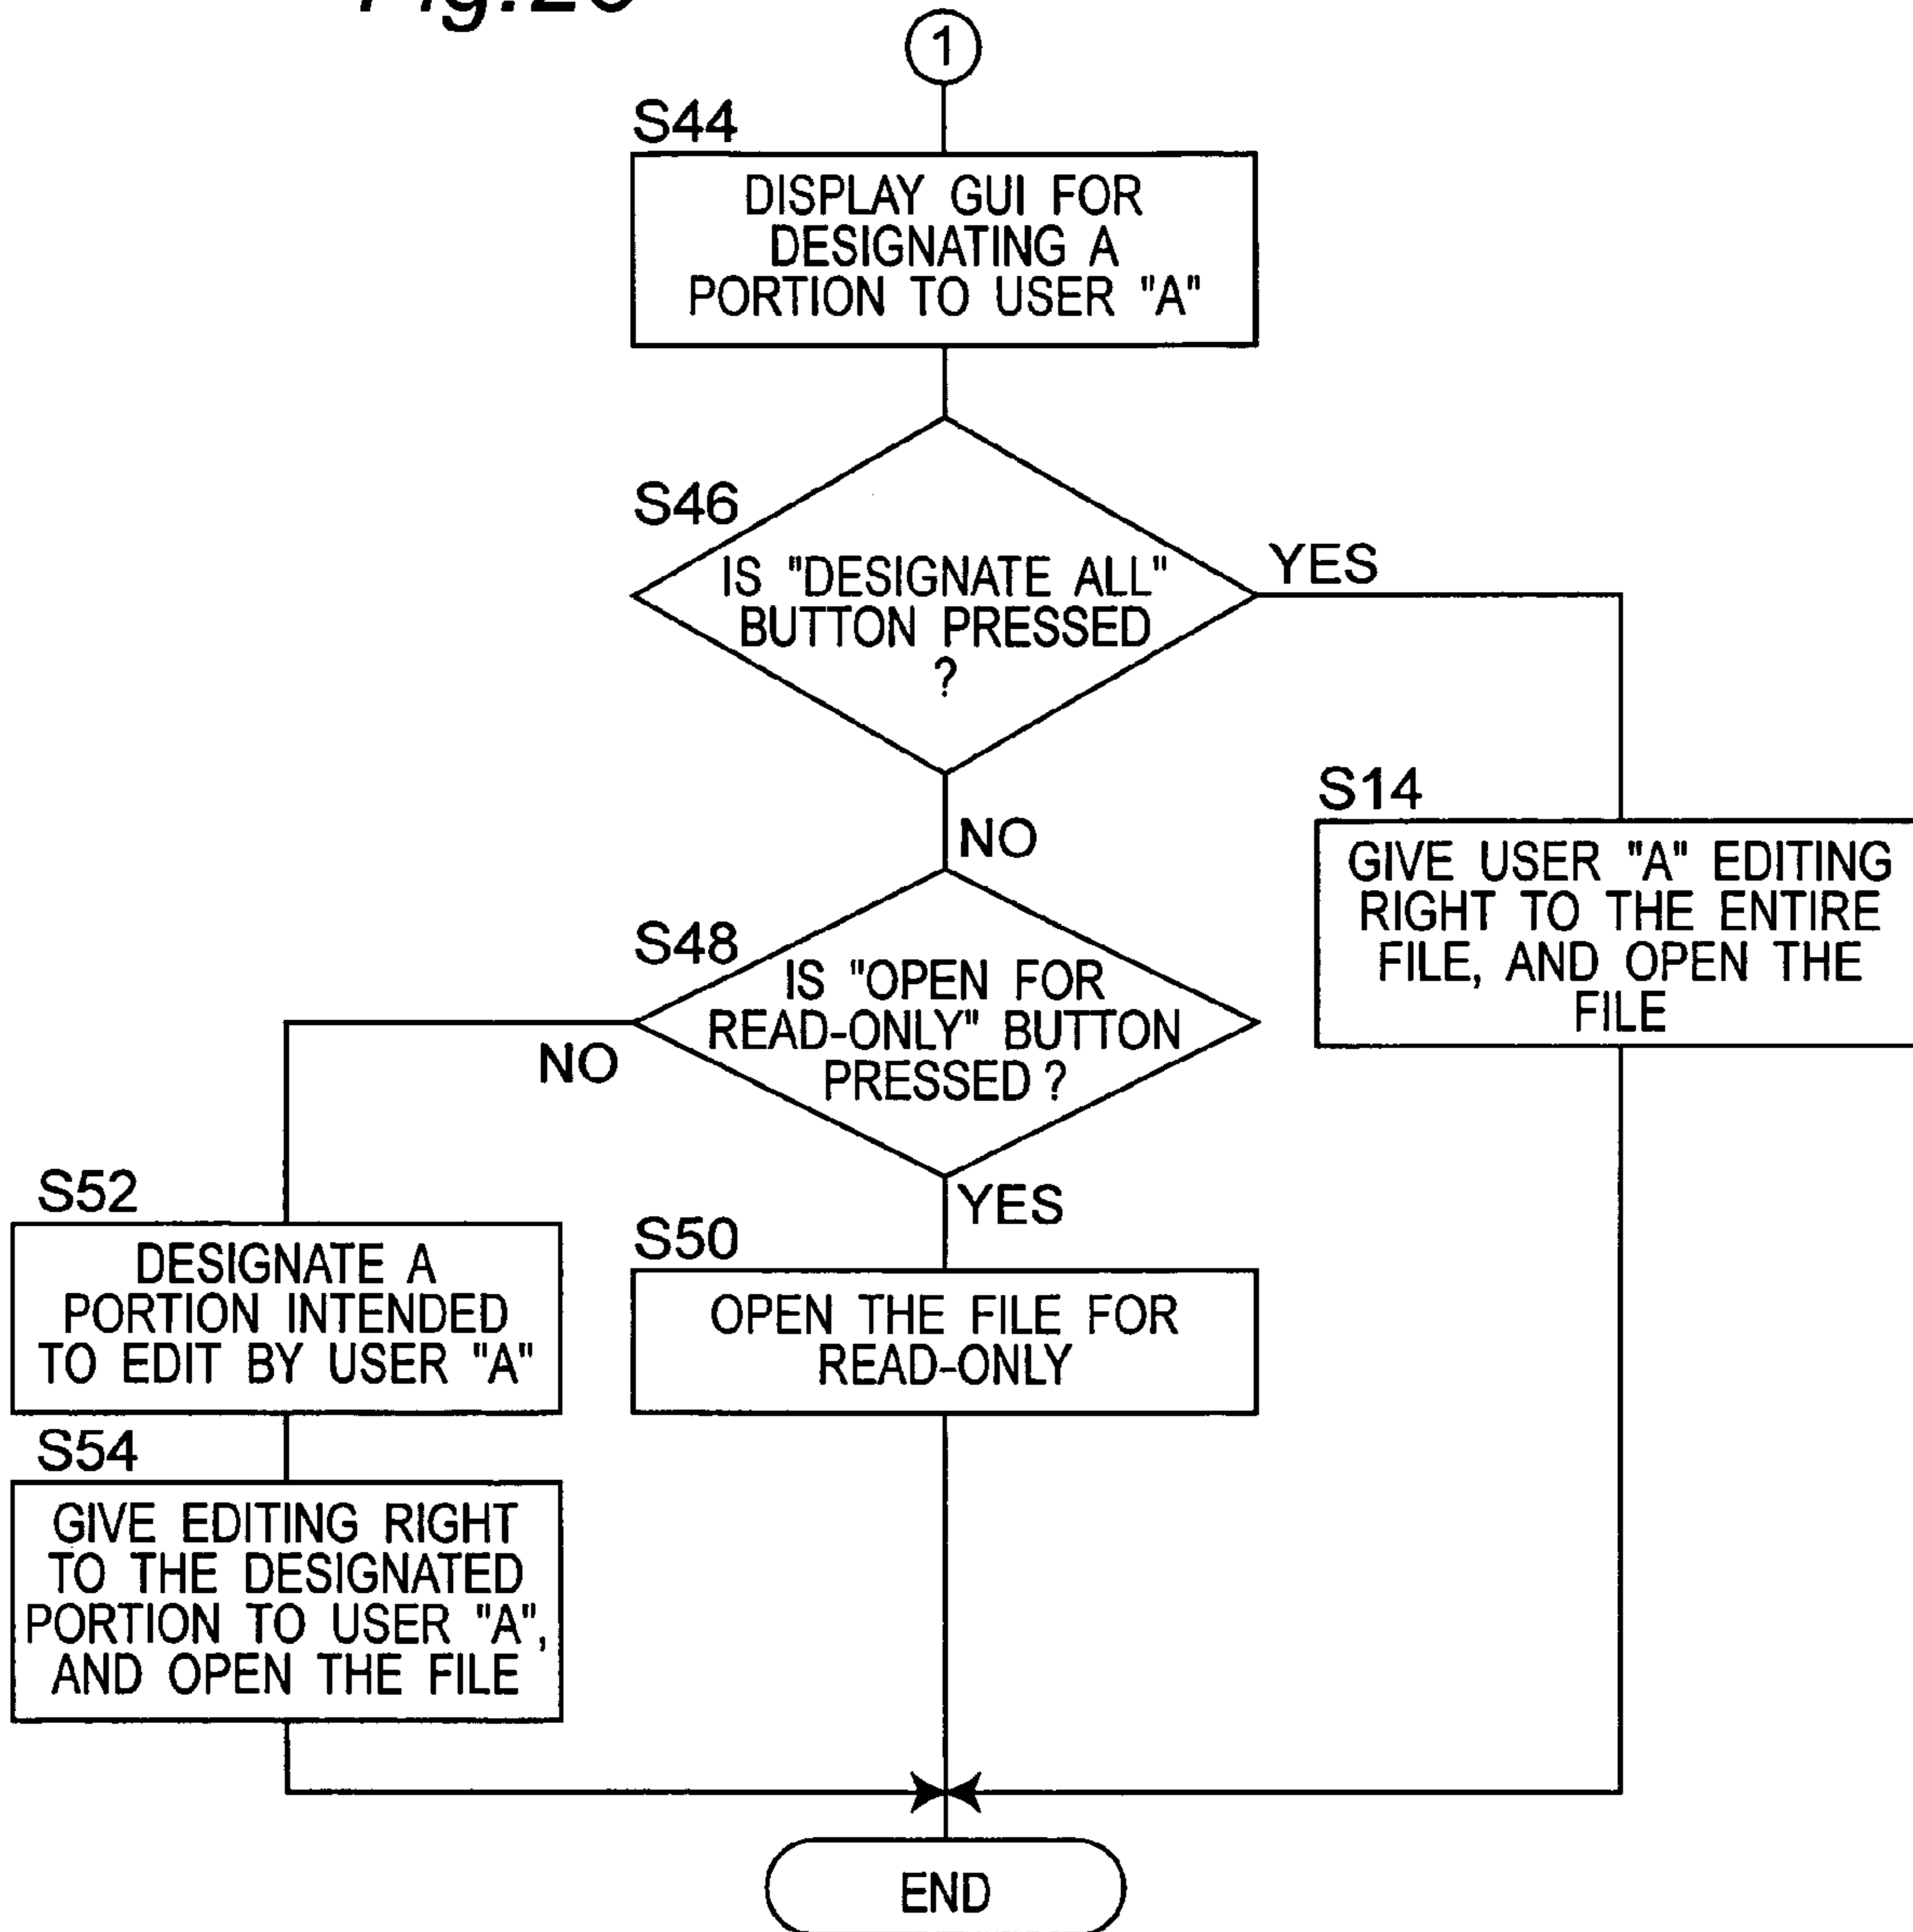 1
S44
DISPLAY GUI FOR
DESIGNATING A
PORTION TO USER "A"
S46
IS "DESIGNATE ALL"
BUTTON PRESSED
?
YES
NO
S14
GIVE USER "A" EDITING
RIGHT TO THE ENTIRE
FILE, AND OPEN THE
FILE
S48
IS "OPEN FOR
READ-ONLY" BUTTON
PRESSED ?
NO
YES
S52
DESIGNATE A
PORTION INTENDED
TO EDIT BY USER "A"
S50
OPEN THE FILE FOR
READ-ONLY
S54
GIVE EDITING RIGHT
TO THE DESIGNATED
PORTION TO USER "A",
AND OPEN THE FILE
END